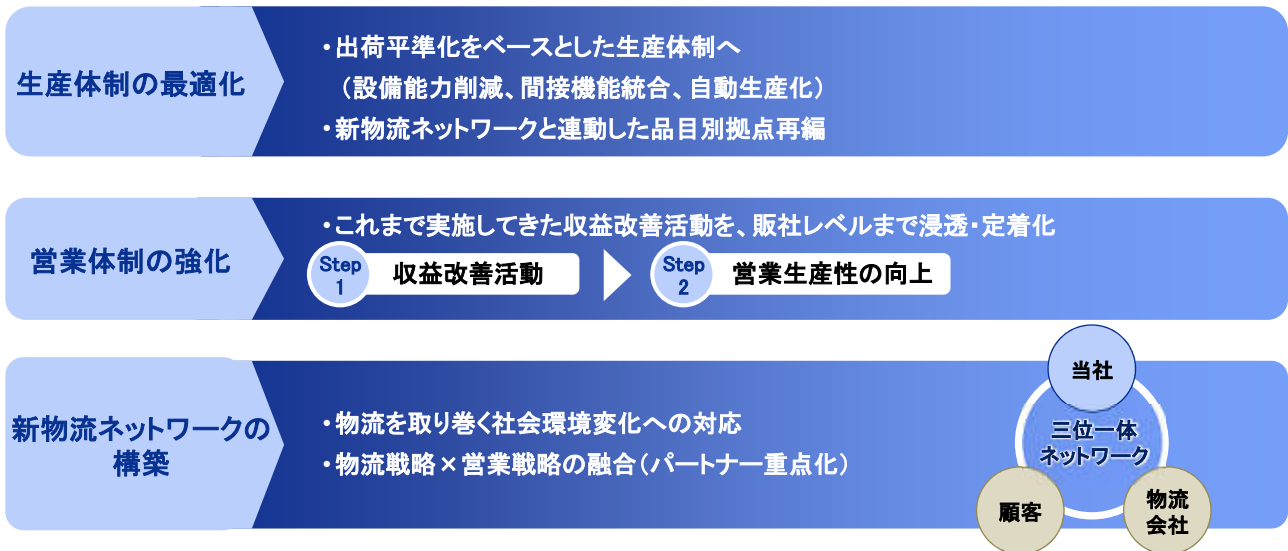 生産体制の最適化
・出荷平準化をベースとした生産体制へ
（設備能力削減、間接機能統合、自動生産化）
・新物流ネットワークと連動した品目別拠点再編
営業体制の強化
・これまで実施してきた収益改善活動を、販社レベルまで浸透・定着化
Step
1
収益改善活動
Step
2
営業生産性の向上
新物流ネットワークの
構築
・物流を取り巻く社会環境変化への対応
・物流戦略×営業戦略の融合（パートナー重点化）
当社
三位一体
ネットワーク
顧客
物流
会社